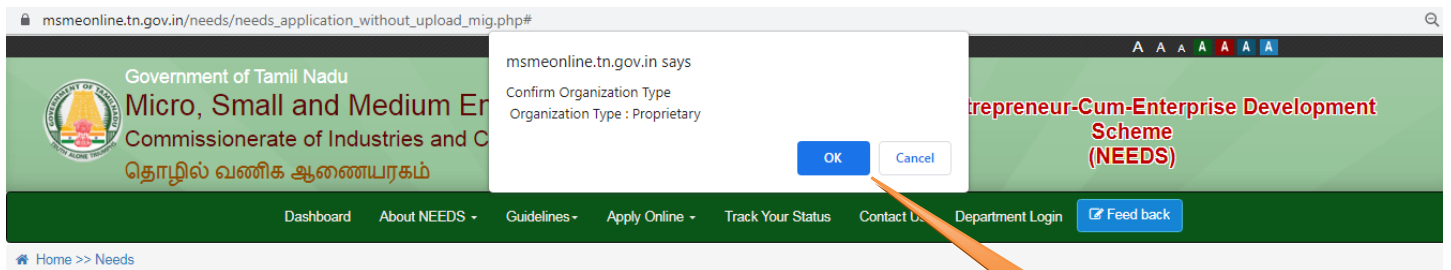 msmeonline.tn.gov.in/needs/needs_application_without_upload_mig.php#
A A A A A A A
msmeonline.tn.gov.in says
Confirm Organization Type
Organization Type : Proprietary
OK Cancel
Government of Tamil Nadu
Micro, Small and Medium En
Commissionerate of Industries and C
தொழில் வணிக ஆணையரகம்
trepreneur-Cum-Enterprise Development
Scheme
(NEEDS)
Dashboard About NEEDS Guidelines Apply Online Track Your Status Contact Us Department Login Feed back
Home >> Needs